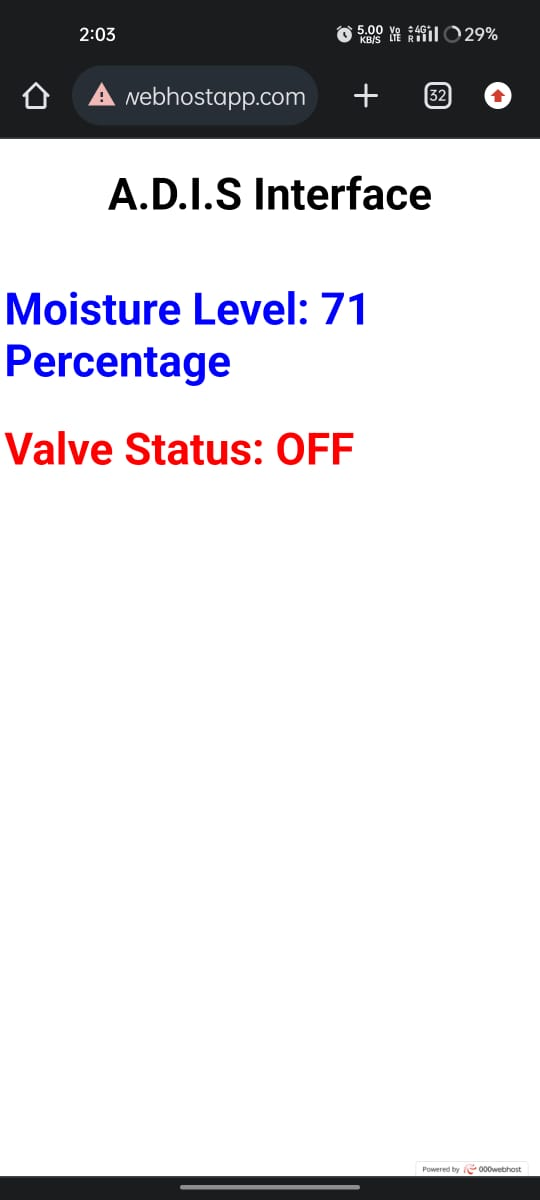 2:03
5.00 KB/S Vo LTE 4G+ R 29%
webhostapp.com
32
A.D.I.S Interface
Moisture Level: 71
Percentage
Valve Status: OFF
Powered by 000webhost